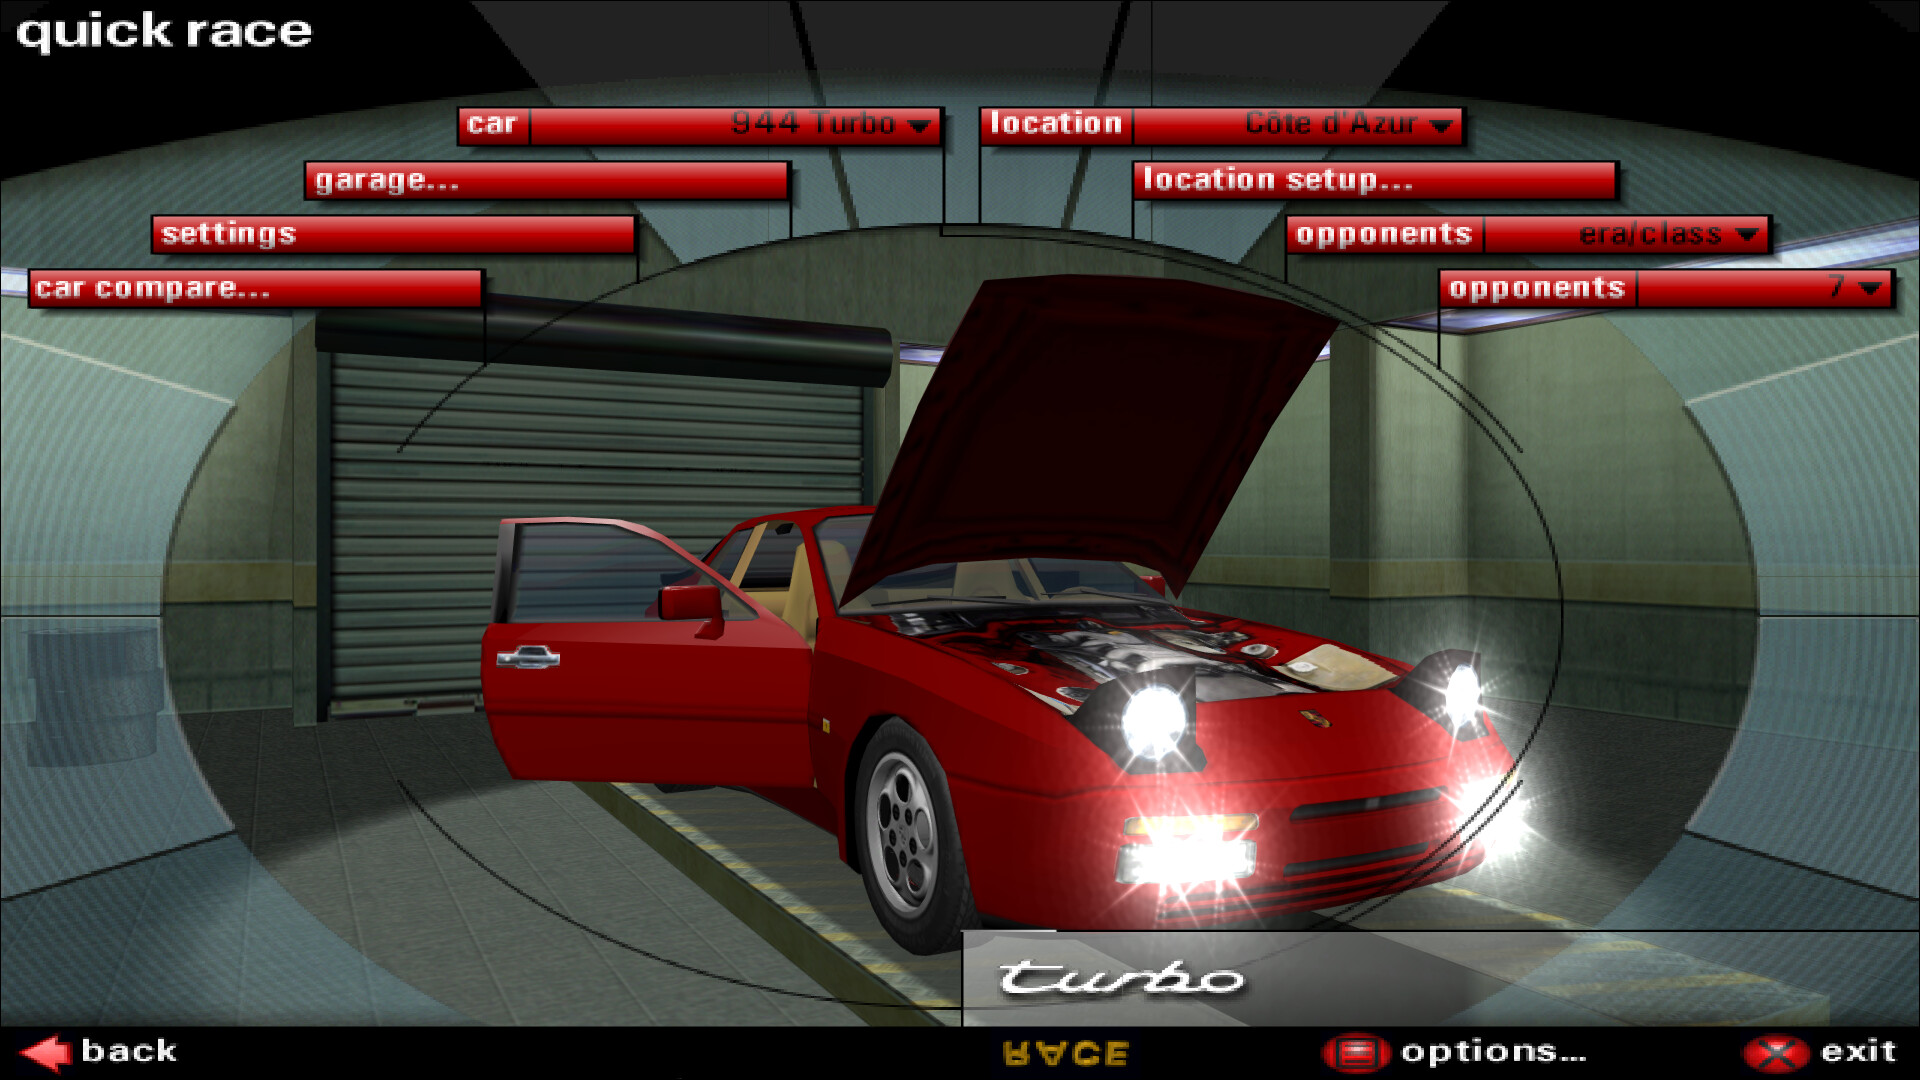 quick race
car 944 Turbo
location Côte d'Azur
garage...
location setup...
settings
opponents era/class
car compare...
opponents 7
turbo
back
RACE
options...
exit